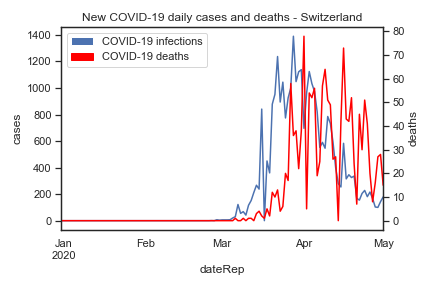 New COVID-19 daily cases and deaths - Switzerland
COVID-19 infections
COVID-19 deaths
cases
1400
1200
1000
800
600
400
200
0
deaths
80
70
60
50
40
30
20
10
0
Jan Feb Mar Apr May
2020
dateRep